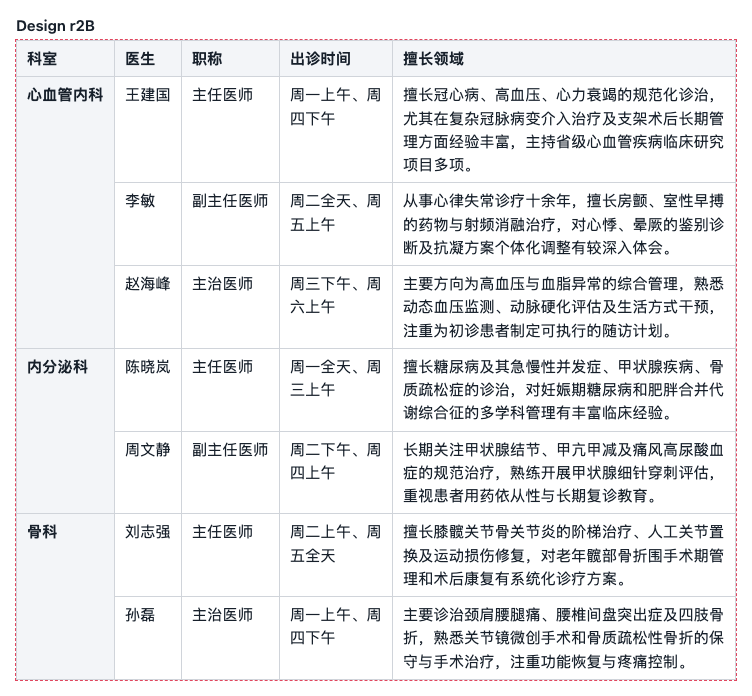 Design r2B
科室 医生 职称 出诊时间 擅长领域
心血管内科 王建国 主任医师 周一上午、周四下午 擅长冠心病、高血压、心力衰竭的规范化诊治，
尤其在复杂冠脉病变介入治疗及支架术后长期管
理方面经验丰富，主持省级心血管疾病临床研究
项目多项。
李敏 副主任医师 周二全天、周五上午 从事心律失常诊疗十余年，擅长房颤、室性早搏
的药物与射频消融治疗，对心悸、晕厥的鉴别诊
断及抗凝方案个体化调整有较深入体会。
赵海峰 主治医师 周三下午、周六上午 主要方向为高血压与血脂异常的综合管理，熟悉
动态血压监测、动脉硬化评估及生活方式干预，
注重为初诊患者制定可执行的随访计划。
内分泌科 陈晓岚 主任医师 周一全天、周三上午 擅长糖尿病及其急慢性并发症、甲状腺疾病、骨
质疏松症的诊治，对妊娠期糖尿病和肥胖合并代
谢综合征的多学科管理有丰富临床经验。
周文静 副主任医师 周二下午、周四上午 长期关注甲状腺结节、甲亢甲减及痛风高尿酸血
症的规范治疗，熟练开展甲状腺细针穿刺评估，
重视患者用药依从性与长期复诊教育。
骨科 刘志强 主任医师 周二上午、周五全天 擅长膝髋关节骨关节炎的阶梯治疗、人工关节置
换及运动损伤修复，对老年髋部骨折围手术期管
理和术后康复有系统化诊疗方案。
孙磊 主治医师 周一上午、周四下午 主要诊治颈肩腰腿痛、腰椎间盘突出症及四肢骨
折，熟悉关节镜微创手术和骨质疏松性骨折的保
守与手术治疗，注重功能恢复与疼痛控制。